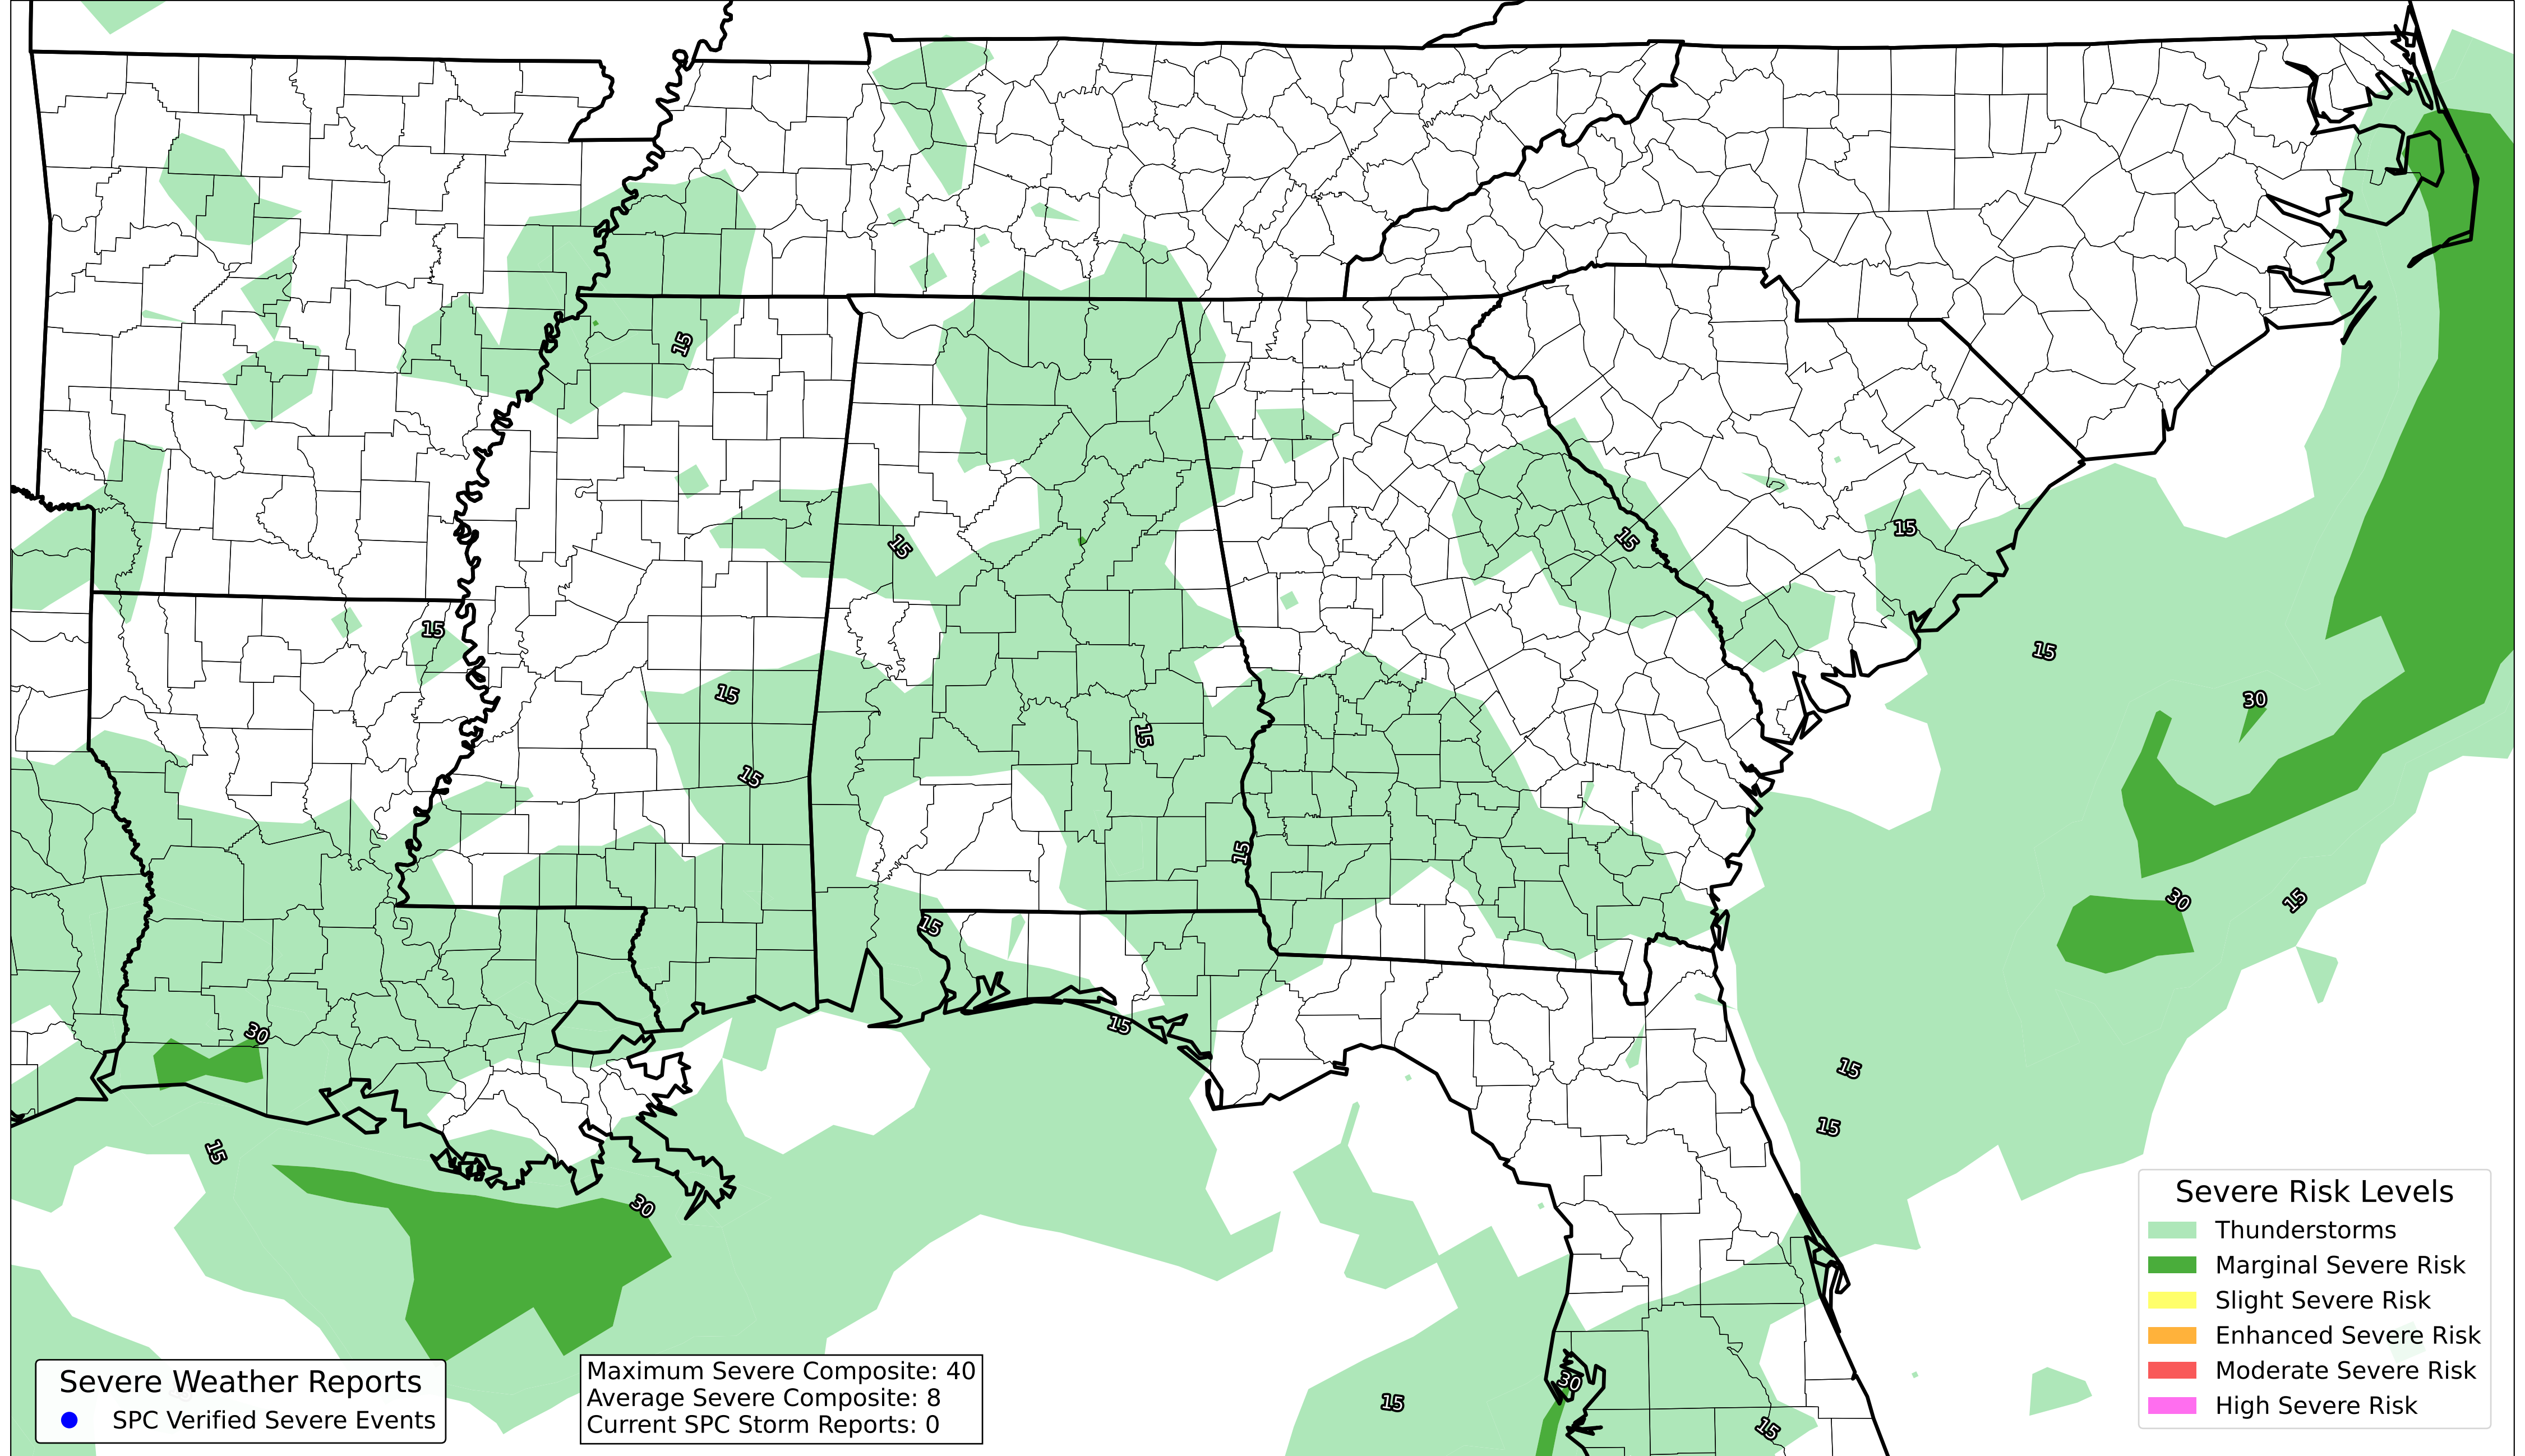 15
15
15
15
15
15
15
15
30
15
15
30
15
15
30
15
30
15
15
15
30
30
15
15
Severe Risk Levels
Thunderstorms
Marginal Severe Risk
Slight Severe Risk
Enhanced Severe Risk
Moderate Severe Risk
High Severe Risk
Severe Weather Reports
SPC Verified Severe Events
Maximum Severe Composite: 40
Average Severe Composite: 8
Current SPC Storm Reports: 0